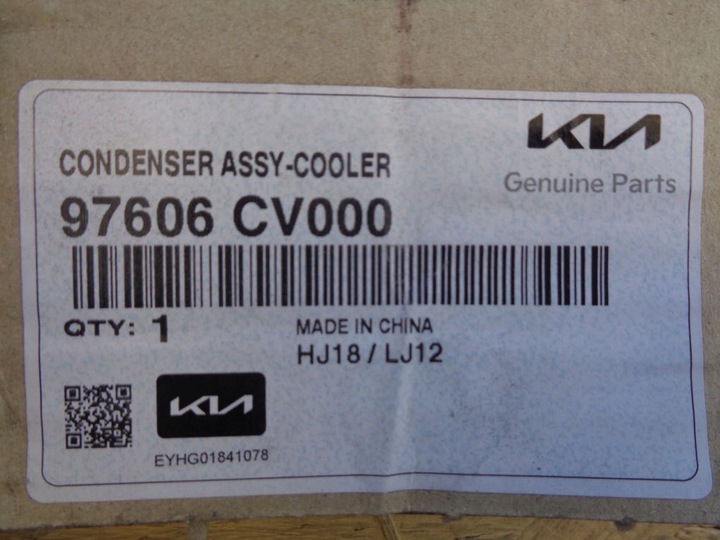 KIA
Genuine Parts
CONDENSER ASSY-COOLER
97606 CV000
QTY: 1
MADE IN CHINA
HJ18 / LJ12
KIA
EYHG01841078